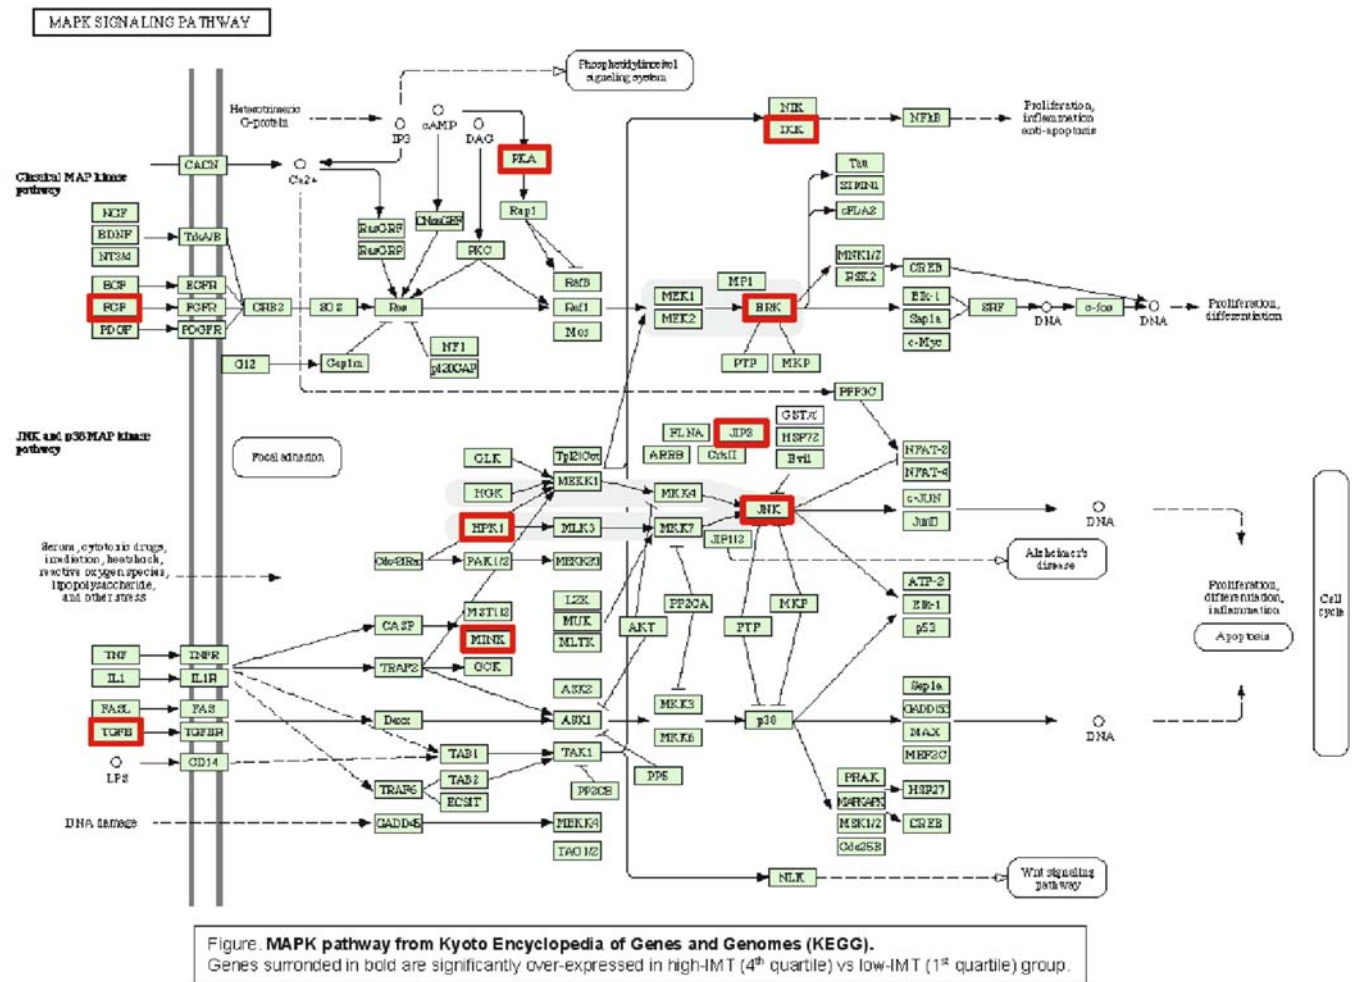 MAPK SIGNALING PATHWAY
Phosphatidylinositol
signaling system
Heterotrimeric
G-protein
IP3
cAMP
DAG
NIK
IKK
NFkB
Proliferation,
inflammation
anti-apoptosis
PKA
CACN
Ca2+
Classical MAP kinase
pathway
Tau
STMN1
cPLA2
NGF
BDNF
NT3/4
TrkA/B
RasGRF
RasGRP
CNasGEF
PKC
Rap1
MNK1/2
RSK2
CREB
EGF
EGFR
FGF
FGFR
PDGF
PDGFR
GRB2
SOS
Ras
RafB
Raf1
Mos
MEK1
MEK2
MP1
ERK
PTP
MKP
Elk-1
Sap1a
c-Myc
SRF
DNA
c-fos
DNA
Proliferation,
differentiation
G12
Gap1m
NF1
p120GAP
PPP3C
JNK and p38 MAP kinase
pathway
Focal adhesion
GLK
HGK
HPK1
Tpl2/Cot
MEKK1
MLK3
FLNA
ARRB
JIP3
CrkII
GSTπ
HSP72
Evi1
MKK4
MKK7
JNK
JIP1/2
NFAT-2
NFAT-4
c-JUN
JunD
DNA
Cdc42/Rac
PAK1/2
MEKK2/3
Alzheimer's
disease
Serum, cytotoxic drugs,
irradiation, heatshock,
reactive oxygen species,
lipopolysaccharide,
and other stress
CASP
MST1/2
MINK
TRAF2
GCK
LZK
MUK
MLTK
AKT
PP2CA
PTP
MKP
ATF-2
Elk-1
p53
Proliferation,
differentiation,
inflammation
Apoptosis
Cell
cycle
TNF
TNFR
IL1
IL1R
FASL
FAS
TGFB
TGFBR
LPS
CD14
Daxx
ASK2
ASK1
MKK3
MKK6
p38
Sap1a
GADD153
MAX
MEF2C
DNA
TAB1
TAB2
ECSIT
TAK1
PP2CB
PP5
TRAF6
PRAK
MAPKAPK
MSK1/2
Cdc25B
HSP27
CREB
DNA damage
GADD45
MEKK4
TAO1/2
NLK
Wnt signaling
pathway
Figure. MAPK pathway from Kyoto Encyclopedia of Genes and Genomes (KEGG).
Genes surronded in bold are significantly over-expressed in high-IMT (4th quartile) vs low-IMT (1st quartile) group.